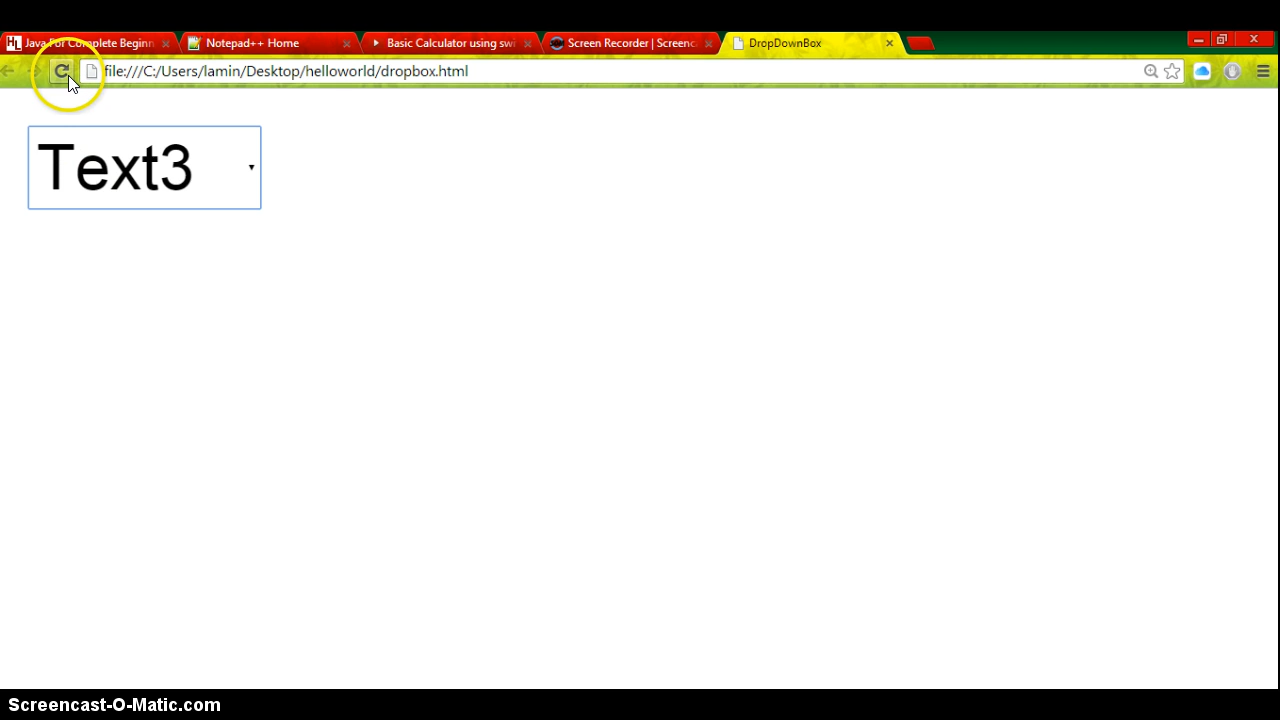 Java For Complete Beginn
Notepad++ Home
Basic Calculator using swi
Screen Recorder | Screenc
DropDownBox
file:///C:/Users/lamin/Desktop/helloworld/dropbox.html
Text3
Screencast-O-Matic.com